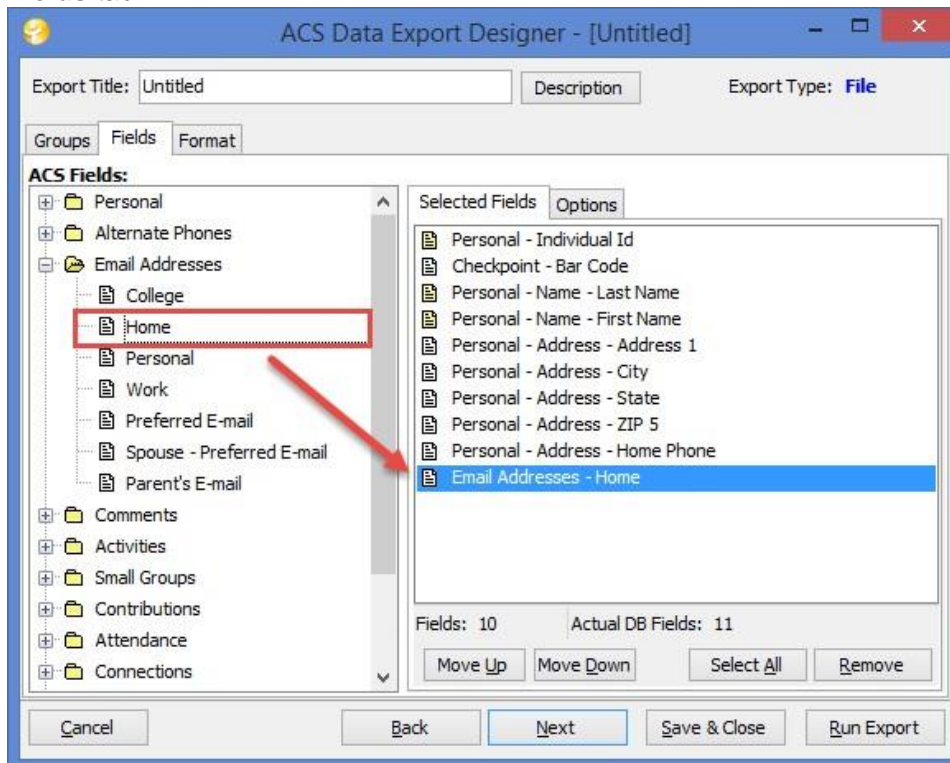 ACS Data Export Designer - [Untitled]
Export Title: Untitled Description Export Type: File
Groups Fields Format
ACS Fields:
Personal
Alternate Phones
Email Addresses
College
Home
Personal
Work
Preferred E-mail
Spouse - Preferred E-mail
Parent's E-mail
Comments
Activities
Small Groups
Contributions
Attendance
Connections
Selected Fields Options
Personal - Individual Id
Checkpoint - Bar Code
Personal - Name - Last Name
Personal - Name - First Name
Personal - Address - Address 1
Personal - Address - City
Personal - Address - State
Personal - Address - ZIP 5
Personal - Address - Home Phone
Email Addresses - Home
Fields: 10 Actual DB Fields: 11
Move Up Move Down Select All Remove
Cancel Back Next Save & Close Run Export